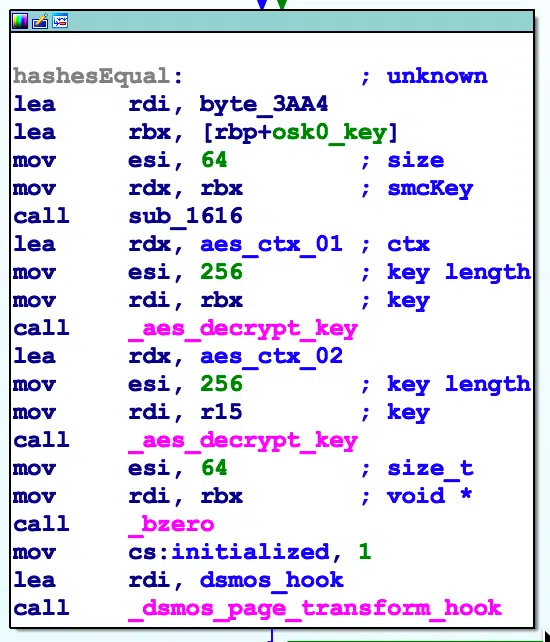 hashesEqual: ; unknown
lea rdi, byte_3AA4
lea rbx, [rbp+osk0_key]
mov esi, 64 ; size
mov rdx, rbx ; smcKey
call sub_1616
lea rdx, aes_ctx_01 ; ctx
mov esi, 256 ; key length
mov rdi, rbx ; key
call _aes_decrypt_key
lea rdx, aes_ctx_02
mov esi, 256 ; key length
mov rdi, r15 ; key
call _aes_decrypt_key
mov esi, 64 ; size_t
mov rdi, rbx ; void *
call _bzero
mov cs:initialized, 1
lea rdi, dsmos_hook
call _dsmos_page_transform_hook